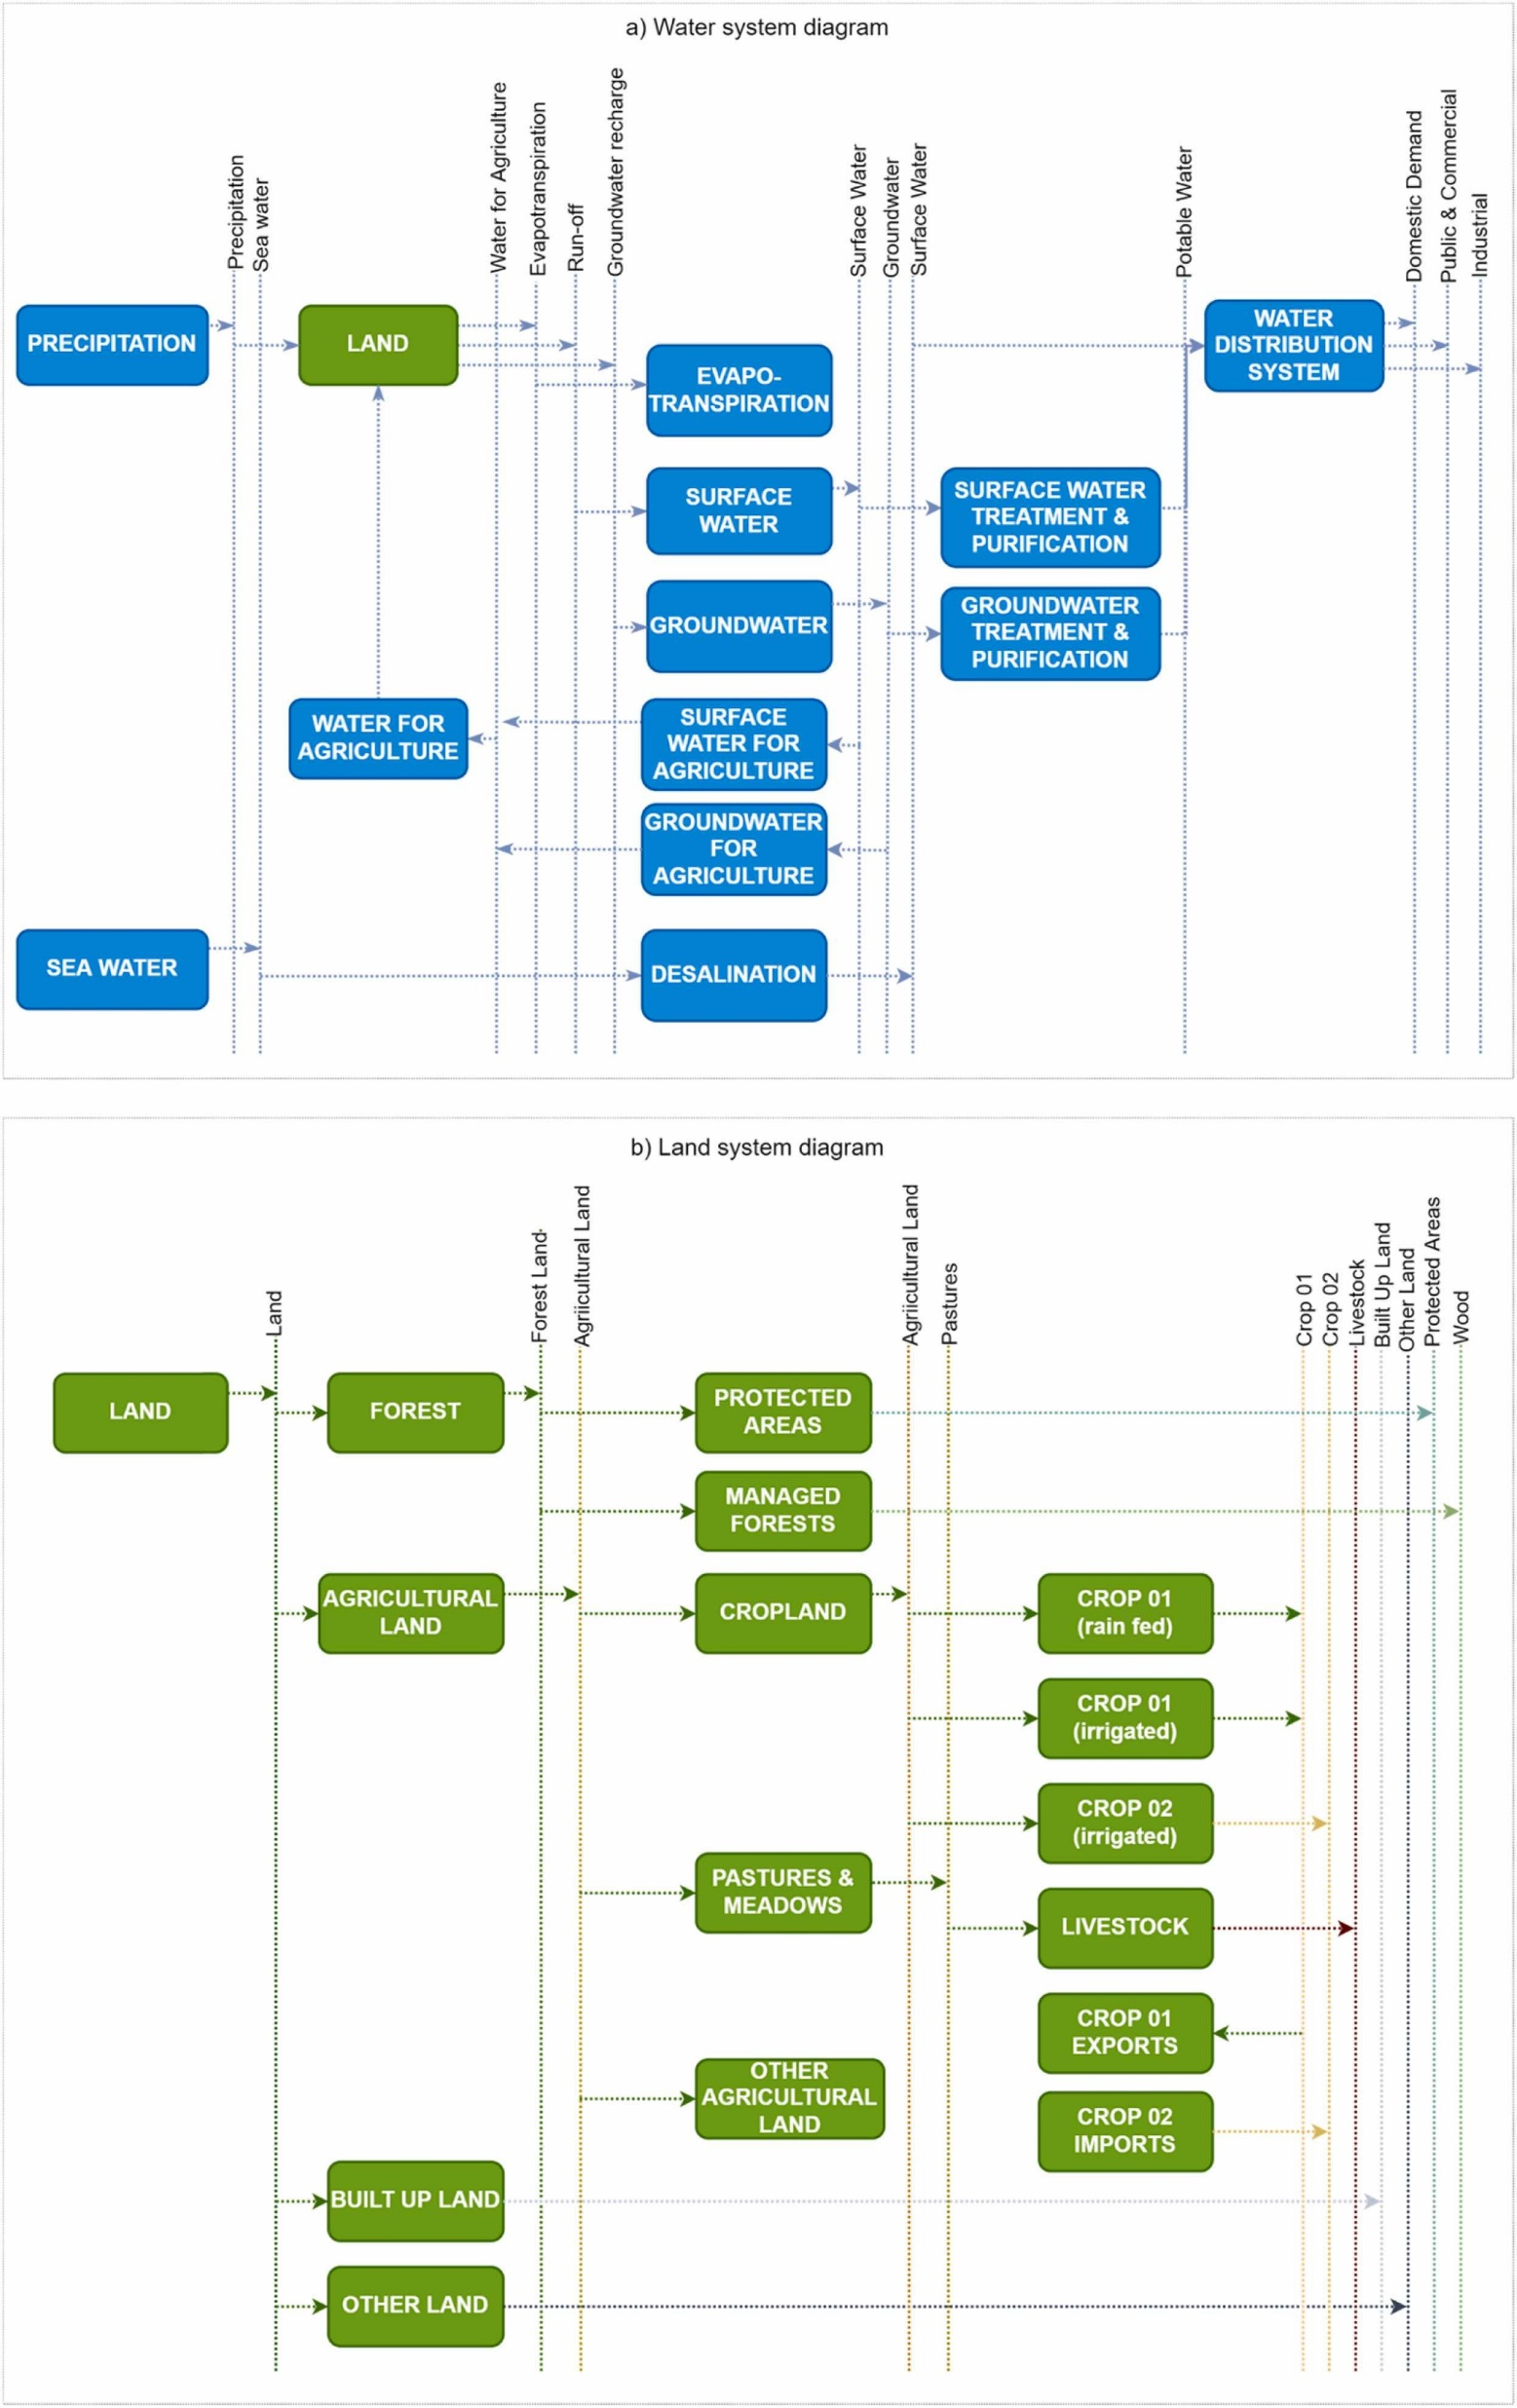 a) Water system diagram
Precipitation
Sea water
Water for Agriculture
Evapotranspiration
Run-off
Groundwater recharge
Surface Water
Groundwater
Surface Water
Potable Water
Domestic Demand
Public & Commercial
Industrial
PRECIPITATION
LAND
WATER
DISTRIBUTION
SYSTEM
EVAPO-
TRANSPIRATION
SURFACE
WATER
SURFACE WATER
TREATMENT &
PURIFICATION
GROUNDWATER
GROUNDWATER
TREATMENT &
PURIFICATION
WATER FOR
AGRICULTURE
SURFACE
WATER FOR
AGRICULTURE
GROUNDWATER
FOR
AGRICULTURE
SEA WATER
DESALINATION
b) Land system diagram
Land
Forest Land
Agriicultural Land
Agriicultural Land
Pastures
Crop 01
Crop 02
Livestock
Built Up Land
Other Land
Protected Areas
Wood
LAND
FOREST
PROTECTED
AREAS
MANAGED
FORESTS
AGRICULTURAL
LAND
CROPLAND
CROP 01
(rain fed)
CROP 01
(irrigated)
CROP 02
(irrigated)
PASTURES &
MEADOWS
LIVESTOCK
CROP 01
EXPORTS
OTHER
AGRICULTURAL
LAND
CROP 02
IMPORTS
BUILT UP LAND
OTHER LAND